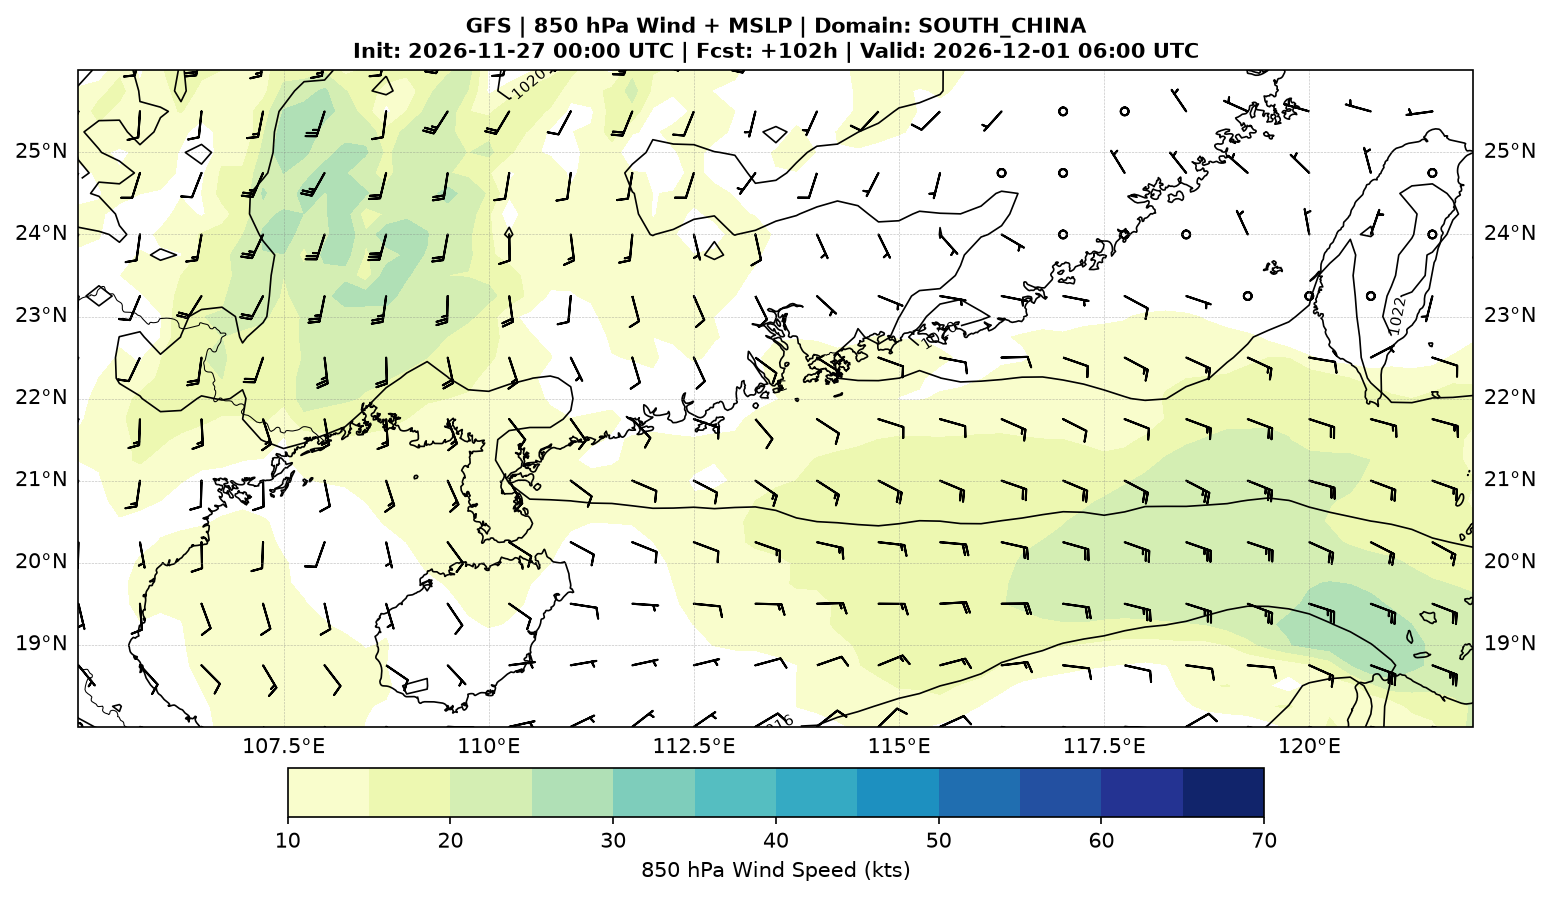 GFS | 850 hPa Wind + MSLP | Domain: SOUTH_CHINA
Init: 2026-11-27 00:00 UTC | Fcst: +102h | Valid: 2026-12-01 06:00 UTC
1020
25°N
25°N
24°N
24°N
23°N
23°N
1022
22°N
22°N
21°N
21°N
20°N
20°N
19°N
19°N
107.5°E
110°E
112.5°E
115°E
117.5°E
120°E
10
20
30
40
50
60
70
850 hPa Wind Speed (kts)